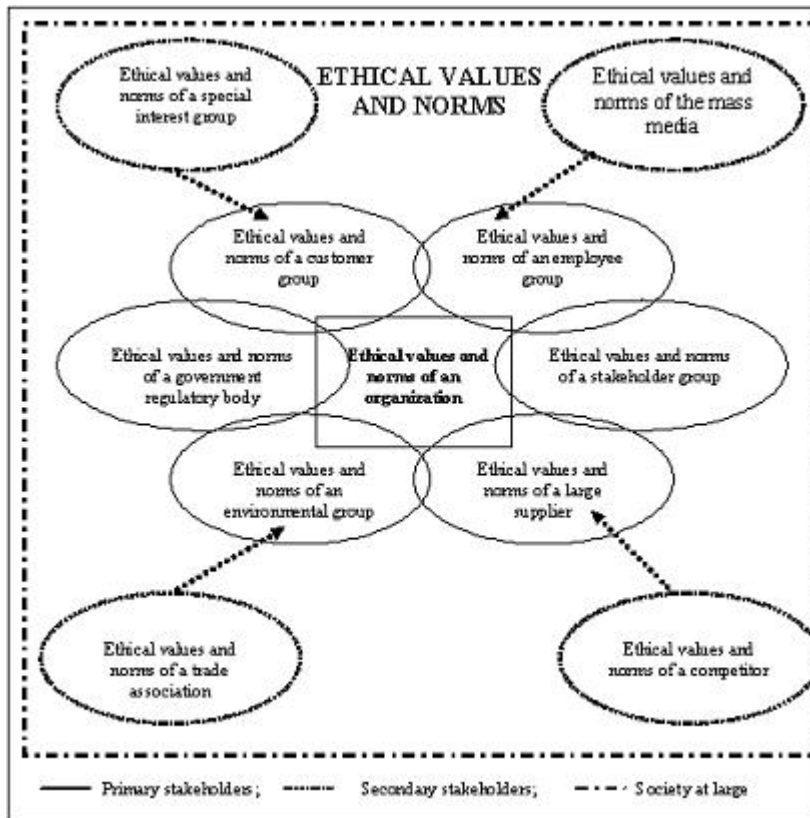 Ethical values and
norms of a special
interest group
ETHICAL VALUES
AND NORMS
Ethical values and
norms of the mass
media
Ethical values and
norms of a customer
group
Ethical values and
norms of an employee
group
Ethical values and norms
of a government
regulatory body
Ethical values and
norms of an
organization
Ethical values and norms
of a stakeholder group
Ethical values and
norms of an
environmental group
Ethical values and
norms of a large
supplier
Ethical values and
norms of a trade
association
Ethical values and
norms of a competitor
Primary stakeholders; Secondary stakeholders; Society at large